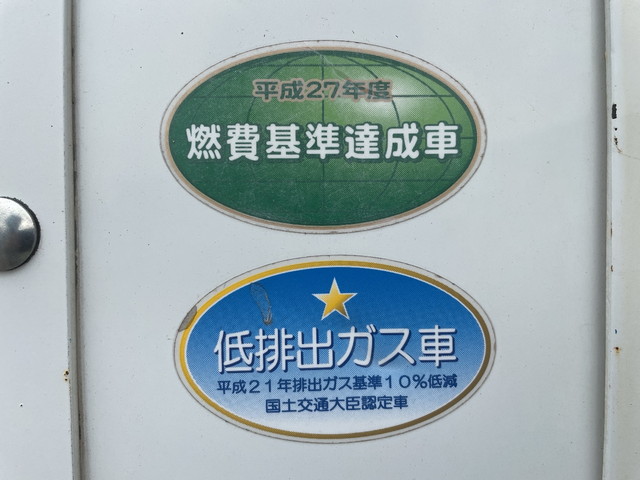 平成27年度
燃費基準達成車
低排出ガス車
平成21年排出ガス基準10%低減
国土交通大臣認定車